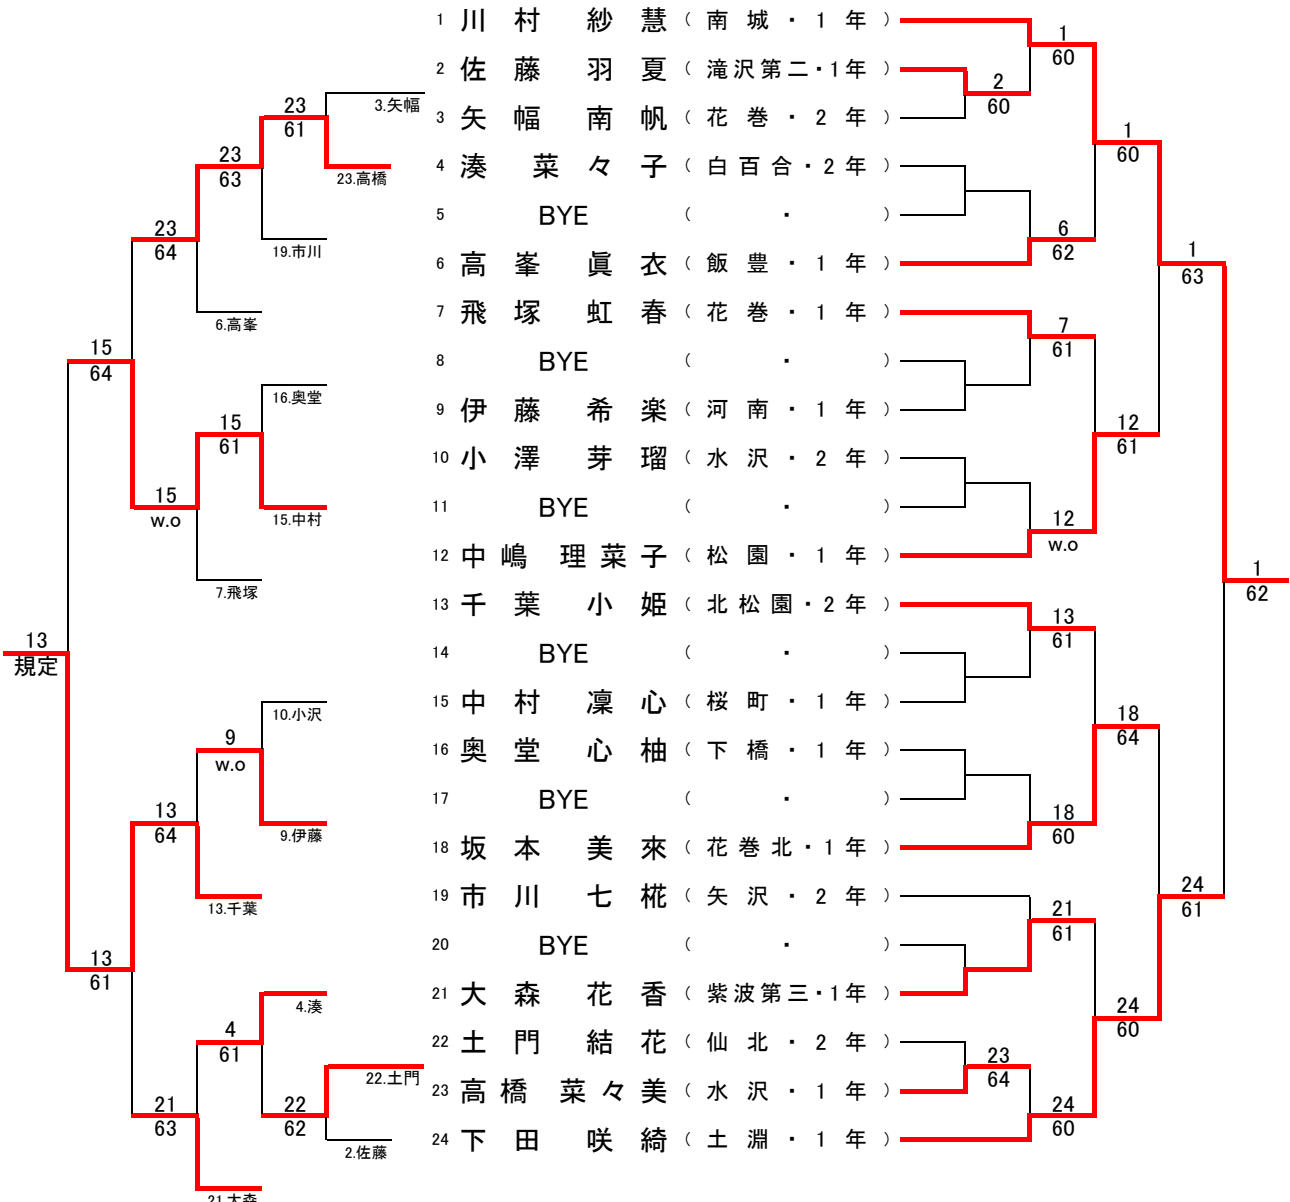 1 川村 紗慧 （南城・1年）
2 佐藤 羽夏 （滝沢第二・1年）
3 矢幅 南帆 （花巻・2年）
4 湊 菜々子 （白百合・2年）
5 BYE （ ・ ）
6 高峯 眞衣 （飯豊・1年）
7 飛塚 虹春 （花巻・1年）
8 BYE （ ・ ）
9 伊藤 希楽 （河南・1年）
10 小澤 芽瑠 （水沢・2年）
11 BYE （ ・ ）
12 中嶋 理菜子 （松園・1年）
13 千葉 小姫 （北松園・2年）
14 BYE （ ・ ）
15 中村 凜心 （桜町・1年）
16 奥堂 心柚 （下橋・1年）
17 BYE （ ・ ）
18 坂本 美來 （花巻北・1年）
19 市川 七椛 （矢沢・2年）
20 BYE （ ・ ）
21 大森 花香 （紫波第三・1年）
22 土門 結花 （仙北・2年）
23 高橋 菜々美 （水沢・1年）
24 下田 咲綺 （土淵・1年）
2
60
23
64
1
60
6
62
7
61
12
w.o
13
61
18
60
21
61
24
60
1
60
12
61
18
64
24
60
1
63
24
61
1
62
3.矢幅
23.高橋
23
61
19.市川
23
63
6.高峯
23
64
16.奥堂
15.中村
15
61
7.飛塚
15
w.o
15
64
10.小沢
9.伊藤
9
w.o
13.千葉
13
64
4.湊
22.土門
2.佐藤
22
62
4
61
21.大森
21
63
13
61
13
規定